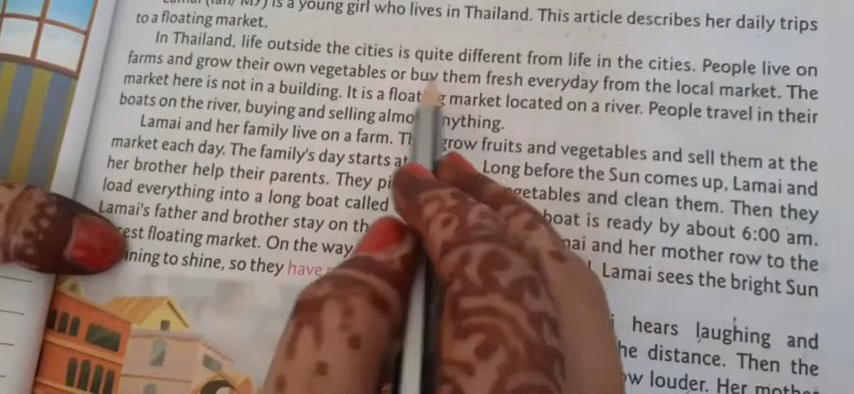 is a young girl who lives in Thailand. This article describes her daily trips
to a floating market.
In Thailand, life outside the cities is quite different from life in the cities. People live on
farms and grow their own vegetables or buy them fresh everyday from the local market. The
market here is not in a building. It is a floating market located on a river. People travel in their
boats on the river, buying and selling almo nything.
Lamai and her family live on a farm. Th grow fruits and vegetables and sell them at the
market each day. The family's day starts at Long before the Sun comes up, Lamai and
her brother help their parents. They pi getables and clean them. Then they
load everything into a long boat called boat is ready by about 6:00 am.
Lamai's father and brother stay on th mai and her mother row to the
rest floating market. On the way Lamai sees the bright Sun
ning to shine, so they have
hears laughing and
he distance. Then the
ow louder. Her mothe